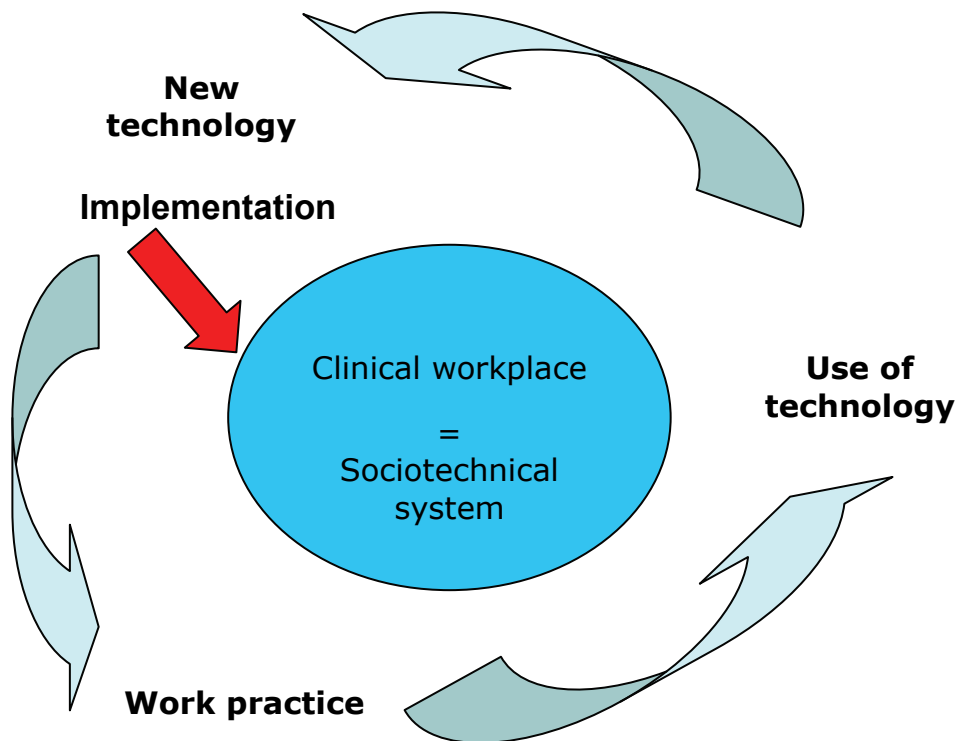 New
technology
Implementation
Clinical workplace
=
Sociotechnical
system
Use of
technology
Work practice